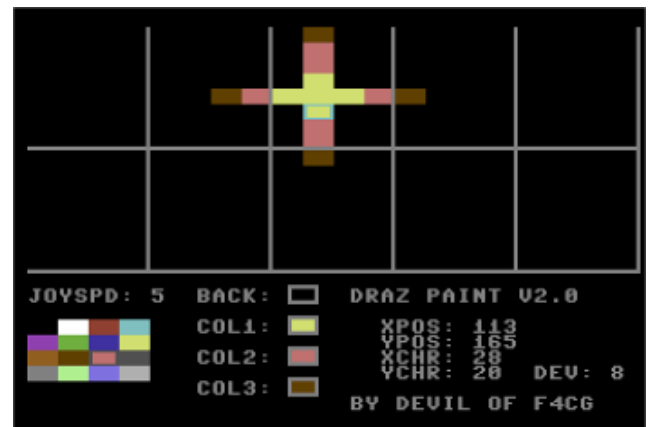 JOYSPD: 5 BACK: DRAZ PAINT V2.0
COL1: XPOS: 113
YPOS: 165
COL2: XCHR: 28
YCHR: 20 DEV: 8
COL3:
BY DEVIL OF F4CG